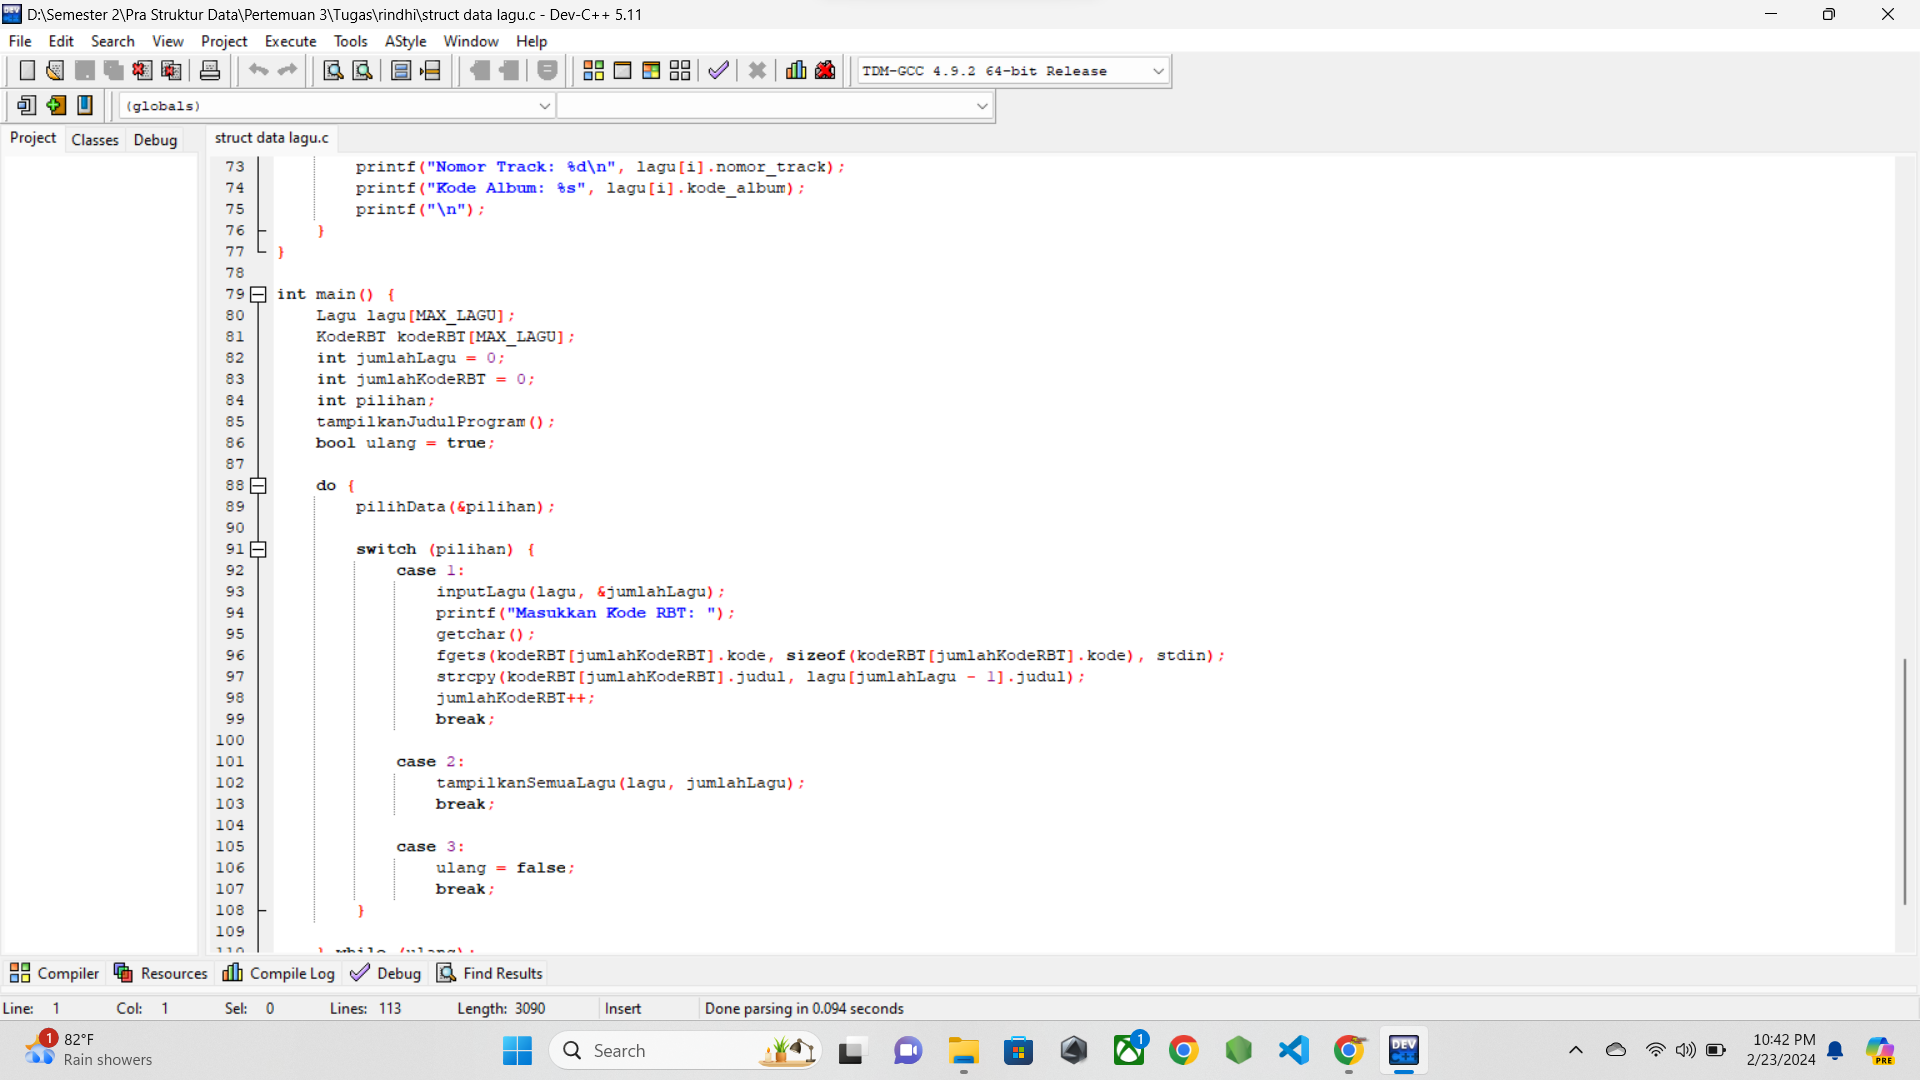 D:\Semester 2\Pra Struktur Data\Pertemuan 3\Tugas\rindhi\struct data lagu.c - Dev-C++ 5.11
File Edit Search View Project Execute Tools AStyle Window Help
TDM-GCC 4.9.2 64-bit Release
(globals)
Project Classes Debug struct data lagu.c
73 printf("Nomor Track: %d\n", lagu[i].nomor_track);
74 printf("Kode Album: %s", lagu[i].kode_album);
75 printf("\n");
76 }
77 }
78
79 int main() {
80 Lagu lagu[MAX_LAGU];
81 KodeRBT kodeRBT[MAX_LAGU];
82 int jumlahLagu = 0;
83 int jumlahKodeRBT = 0;
84 int pilihan;
85 tampilkanJudulProgram();
86 bool ulang = true;
87
88 do {
89 pilihData(&pilihan);
90
91 switch (pilihan) {
92 case 1:
93 inputLagu(lagu, &jumlahLagu);
94 printf("Masukkan Kode RBT: ");
95 getchar();
96 fgets(kodeRBT[jumlahKodeRBT].kode, sizeof(kodeRBT[jumlahKodeRBT].kode), stdin);
97 strcpy(kodeRBT[jumlahKodeRBT].judul, lagu[jumlahLagu - 1].judul);
98 jumlahKodeRBT++;
99 break;
100
101 case 2:
102 tampilkanSemuaLagu(lagu, jumlahLagu);
103 break;
104
105 case 3:
106 ulang = false;
107 break;
108 }
109
110 } while (ulang);
Compiler Resources Compile Log Debug Find Results
Line: 1 Col: 1 Sel: 0 Lines: 113 Length: 3090 Insert Done parsing in 0.094 seconds
1 82°F
Rain showers
Search
1
DEV C++
10:42 PM
2/23/2024
PRE